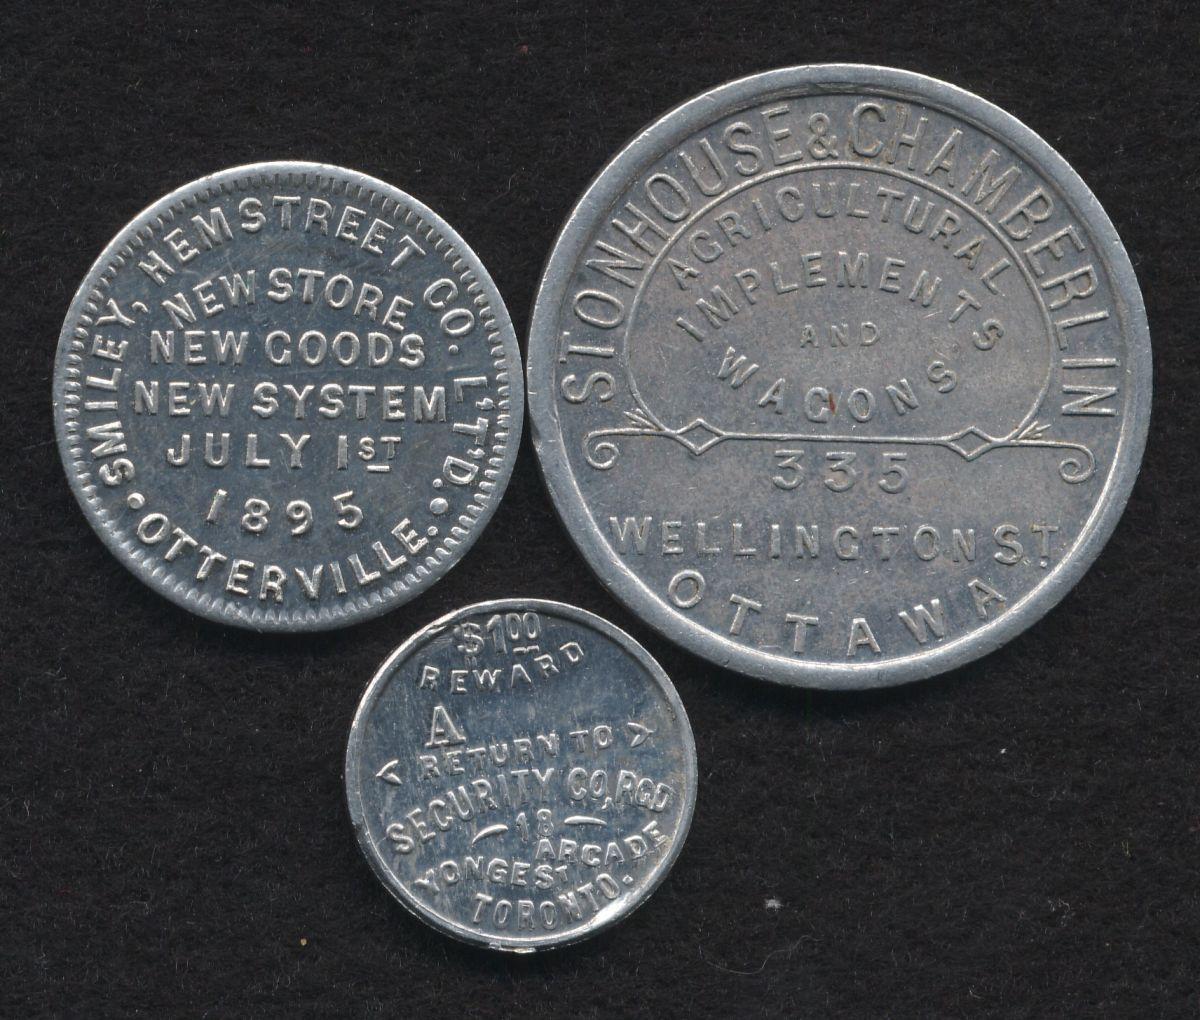 SMILEY, HEMSTREET CO. L'T'D.
NEW STORE
NEW GOODS
NEW SYSTEM
JULY 1ST
1895
OTTERVILLE.
STONHOUSE & CHAMBERLIN
AGRICULTURAL
IMPLEMENTS
AND
WAGONS
335
WELLINGTON ST.
OTTAWA
$1.00
REWARD
A
RETURN TO
SECURITY CO, RGD
18
YONGE ST ARCADE
TORONTO.